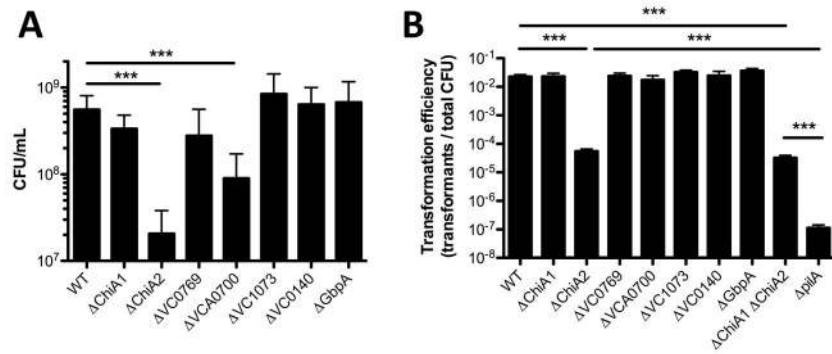 A
CFU/mL
10⁹
10⁸
10⁷
***
***
WT
ΔChiA1
ΔChiA2
ΔVC0769
ΔVCA0700
ΔVC1073
ΔVC0140
ΔGbpA
B
Transformation efficiency
(transformants / total CFU)
10⁻¹
10⁻²
10⁻³
10⁻⁴
10⁻⁵
10⁻⁶
10⁻⁷
10⁻⁸
***
***
***
***
WT
ΔChiA1
ΔChiA2
ΔVC0769
ΔVCA0700
ΔVC1073
ΔVC0140
ΔGbpA
ΔChiA1 ΔChiA2
ΔpilA